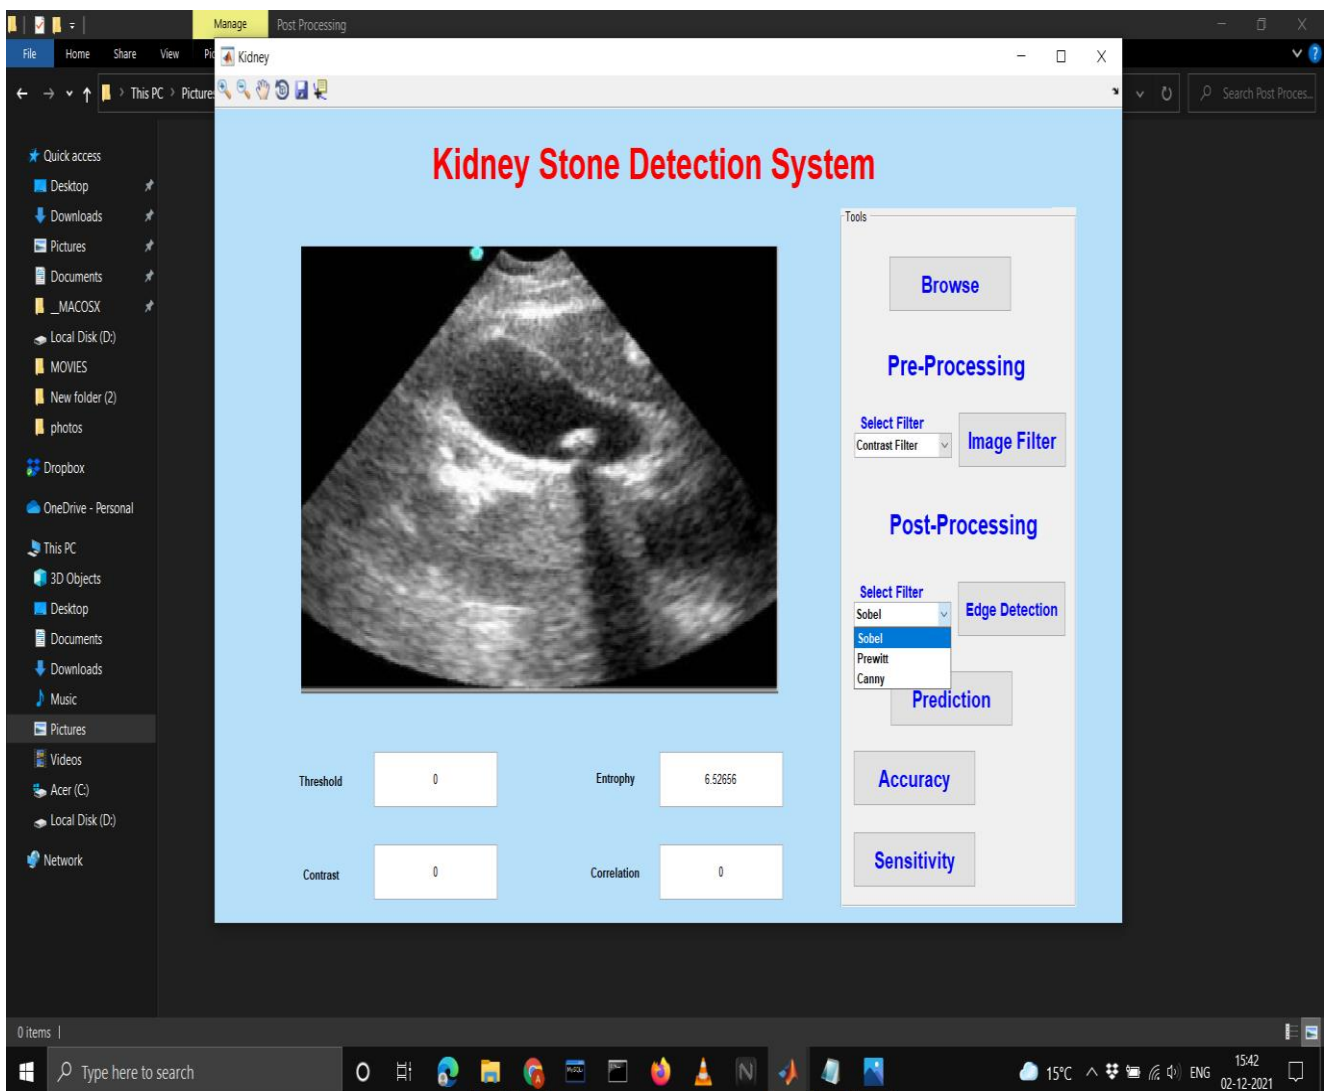 Manage Post Processing
File Home Share View Pic
Kidney
This PC > Pictures
Search Post Proces...
Quick access
Desktop
Downloads
Pictures
Documents
_MACOSX
Local Disk (D:)
MOVIES
New folder (2)
photos
Dropbox
OneDrive - Personal
This PC
3D Objects
Desktop
Documents
Downloads
Music
Pictures
Videos
Acer (C:)
Local Disk (D:)
Network
Kidney Stone Detection System
Tools
Browse
Pre-Processing
Select Filter
Contrast Filter
Image Filter
Post-Processing
Select Filter
Sobel
Edge Detection
Sobel
Prewitt
Canny
Prediction
Threshold 0
Entrophy 6.52656
Accuracy
Contrast 0
Correlation 0
Sensitivity
0 items
Type here to search
15°C
ENG
15:42
02-12-2021